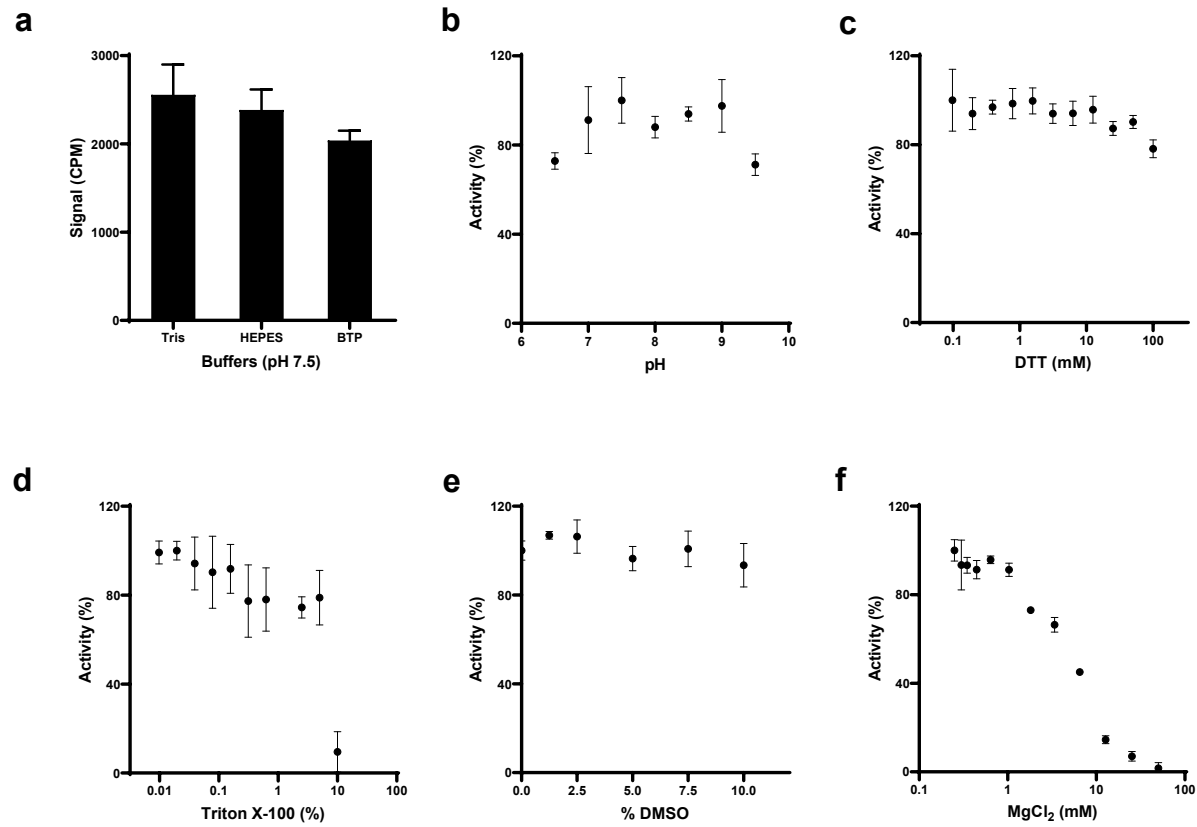 a
3000
2000
1000
0
Signal (CPM)
Tris HEPES BTP
Buffers (pH 7.5)
b
120
80
40
0
Activity (%)
6 7 8 9 10
pH
c
120
80
40
0
Activity (%)
0.1 1 10 100
DTT (mM)
d
120
80
40
0
Activity (%)
0.01 0.1 1 10 100
Triton X-100 (%)
e
120
80
40
0
Activity (%)
0.0 2.5 5.0 7.5 10.0
% DMSO
f
120
80
40
0
Activity (%)
0.1 1 10 100
MgCl₂ (mM)